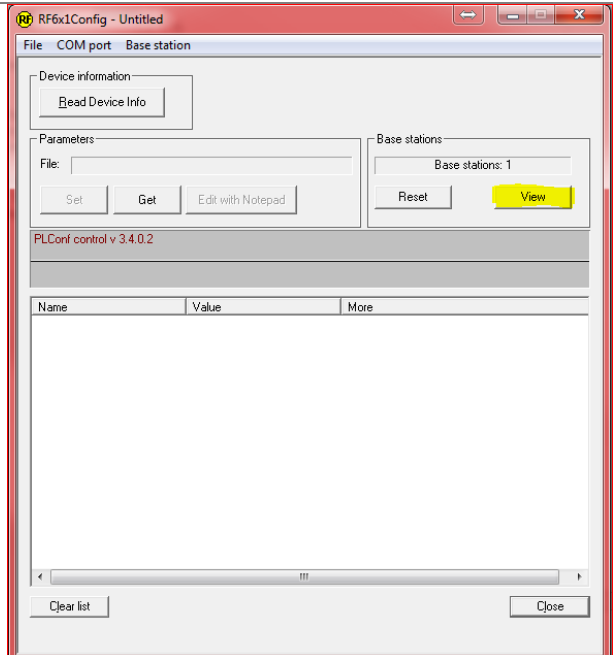 RF RF6x1Config - Untitled
File COM port Base station
Device information
Read Device Info
Parameters
File:
Set Get Edit with Notepad
Base stations
Base stations: 1
Reset View
PLConf control v 3.4.0.2
Name Value More
Clear list Close